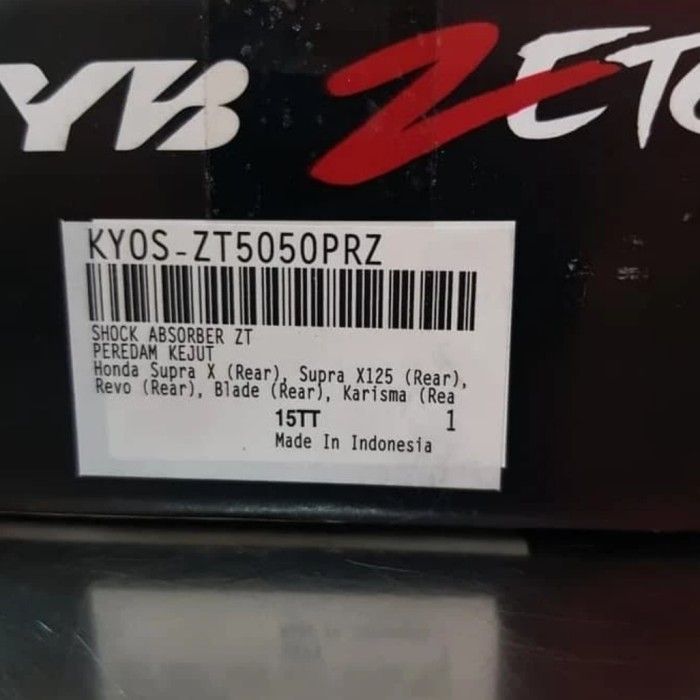 YB ZETO
KYOS-ZT5050PRZ
SHOCK ABSORBER ZT
PEREDAM KEJUT
Honda Supra X (Rear), Supra X125 (Rear),
Revo (Rear), Blade (Rear), Karisma (Rea
15TT 1
Made In Indonesia